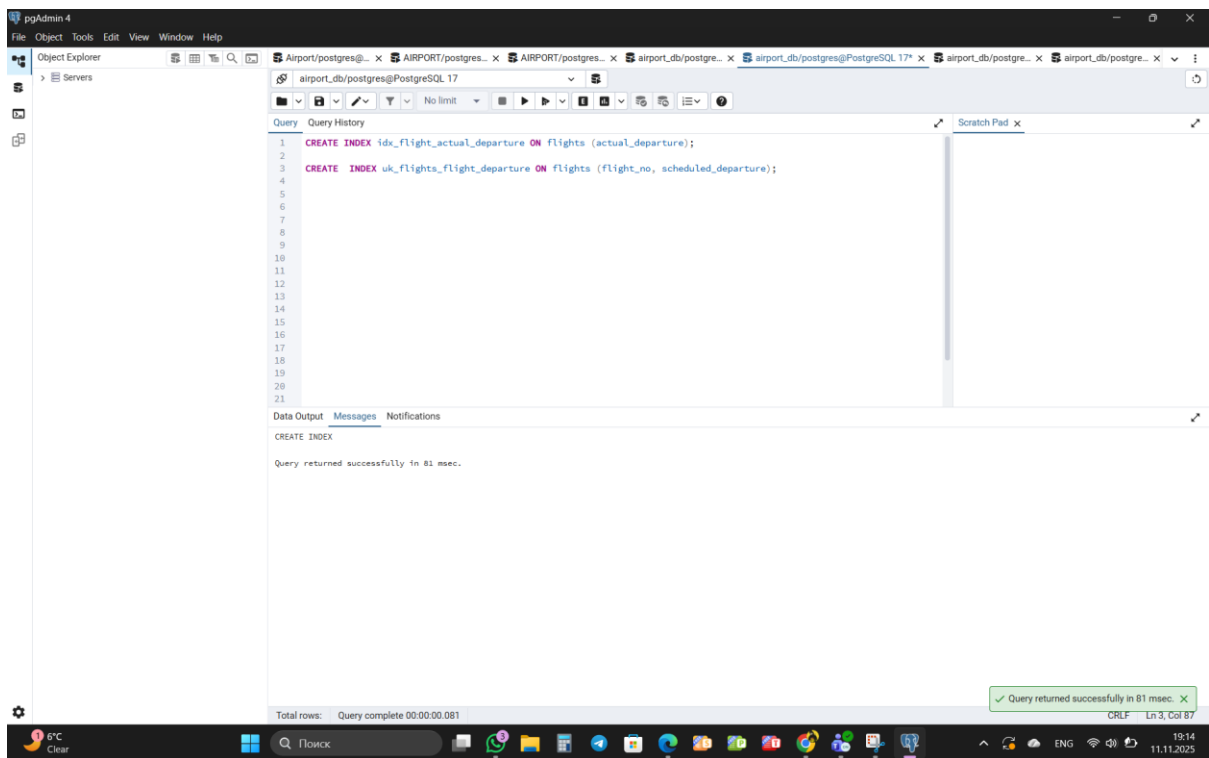 pgAdmin 4
File Object Tools Edit View Window Help
Object Explorer
Airport/postgres@... AIRPORT/postgres... AIRPORT/postgres... airport_db/postgre... airport_db/postgres@PostgreSQL 17* airport_db/postgre... airport_db/postgre...
Servers
airport_db/postgres@PostgreSQL 17
No limit
Query Query History
Scratch Pad
1 CREATE INDEX idx_flight_actual_departure ON flights (actual_departure);
2
3 CREATE  INDEX uk_flights_flight_departure ON flights (flight_no, scheduled_departure);
4
5
6
7
8
9
10
11
12
13
14
15
16
17
18
19
20
21
Data Output Messages Notifications
CREATE INDEX
Query returned successfully in 81 msec.
Query returned successfully in 81 msec.
Total rows: Query complete 00:00:00.081
CRLF Ln 3, Col 87
1
6°C
Clear
Поиск
3
ENG
19:14
11.11.2025